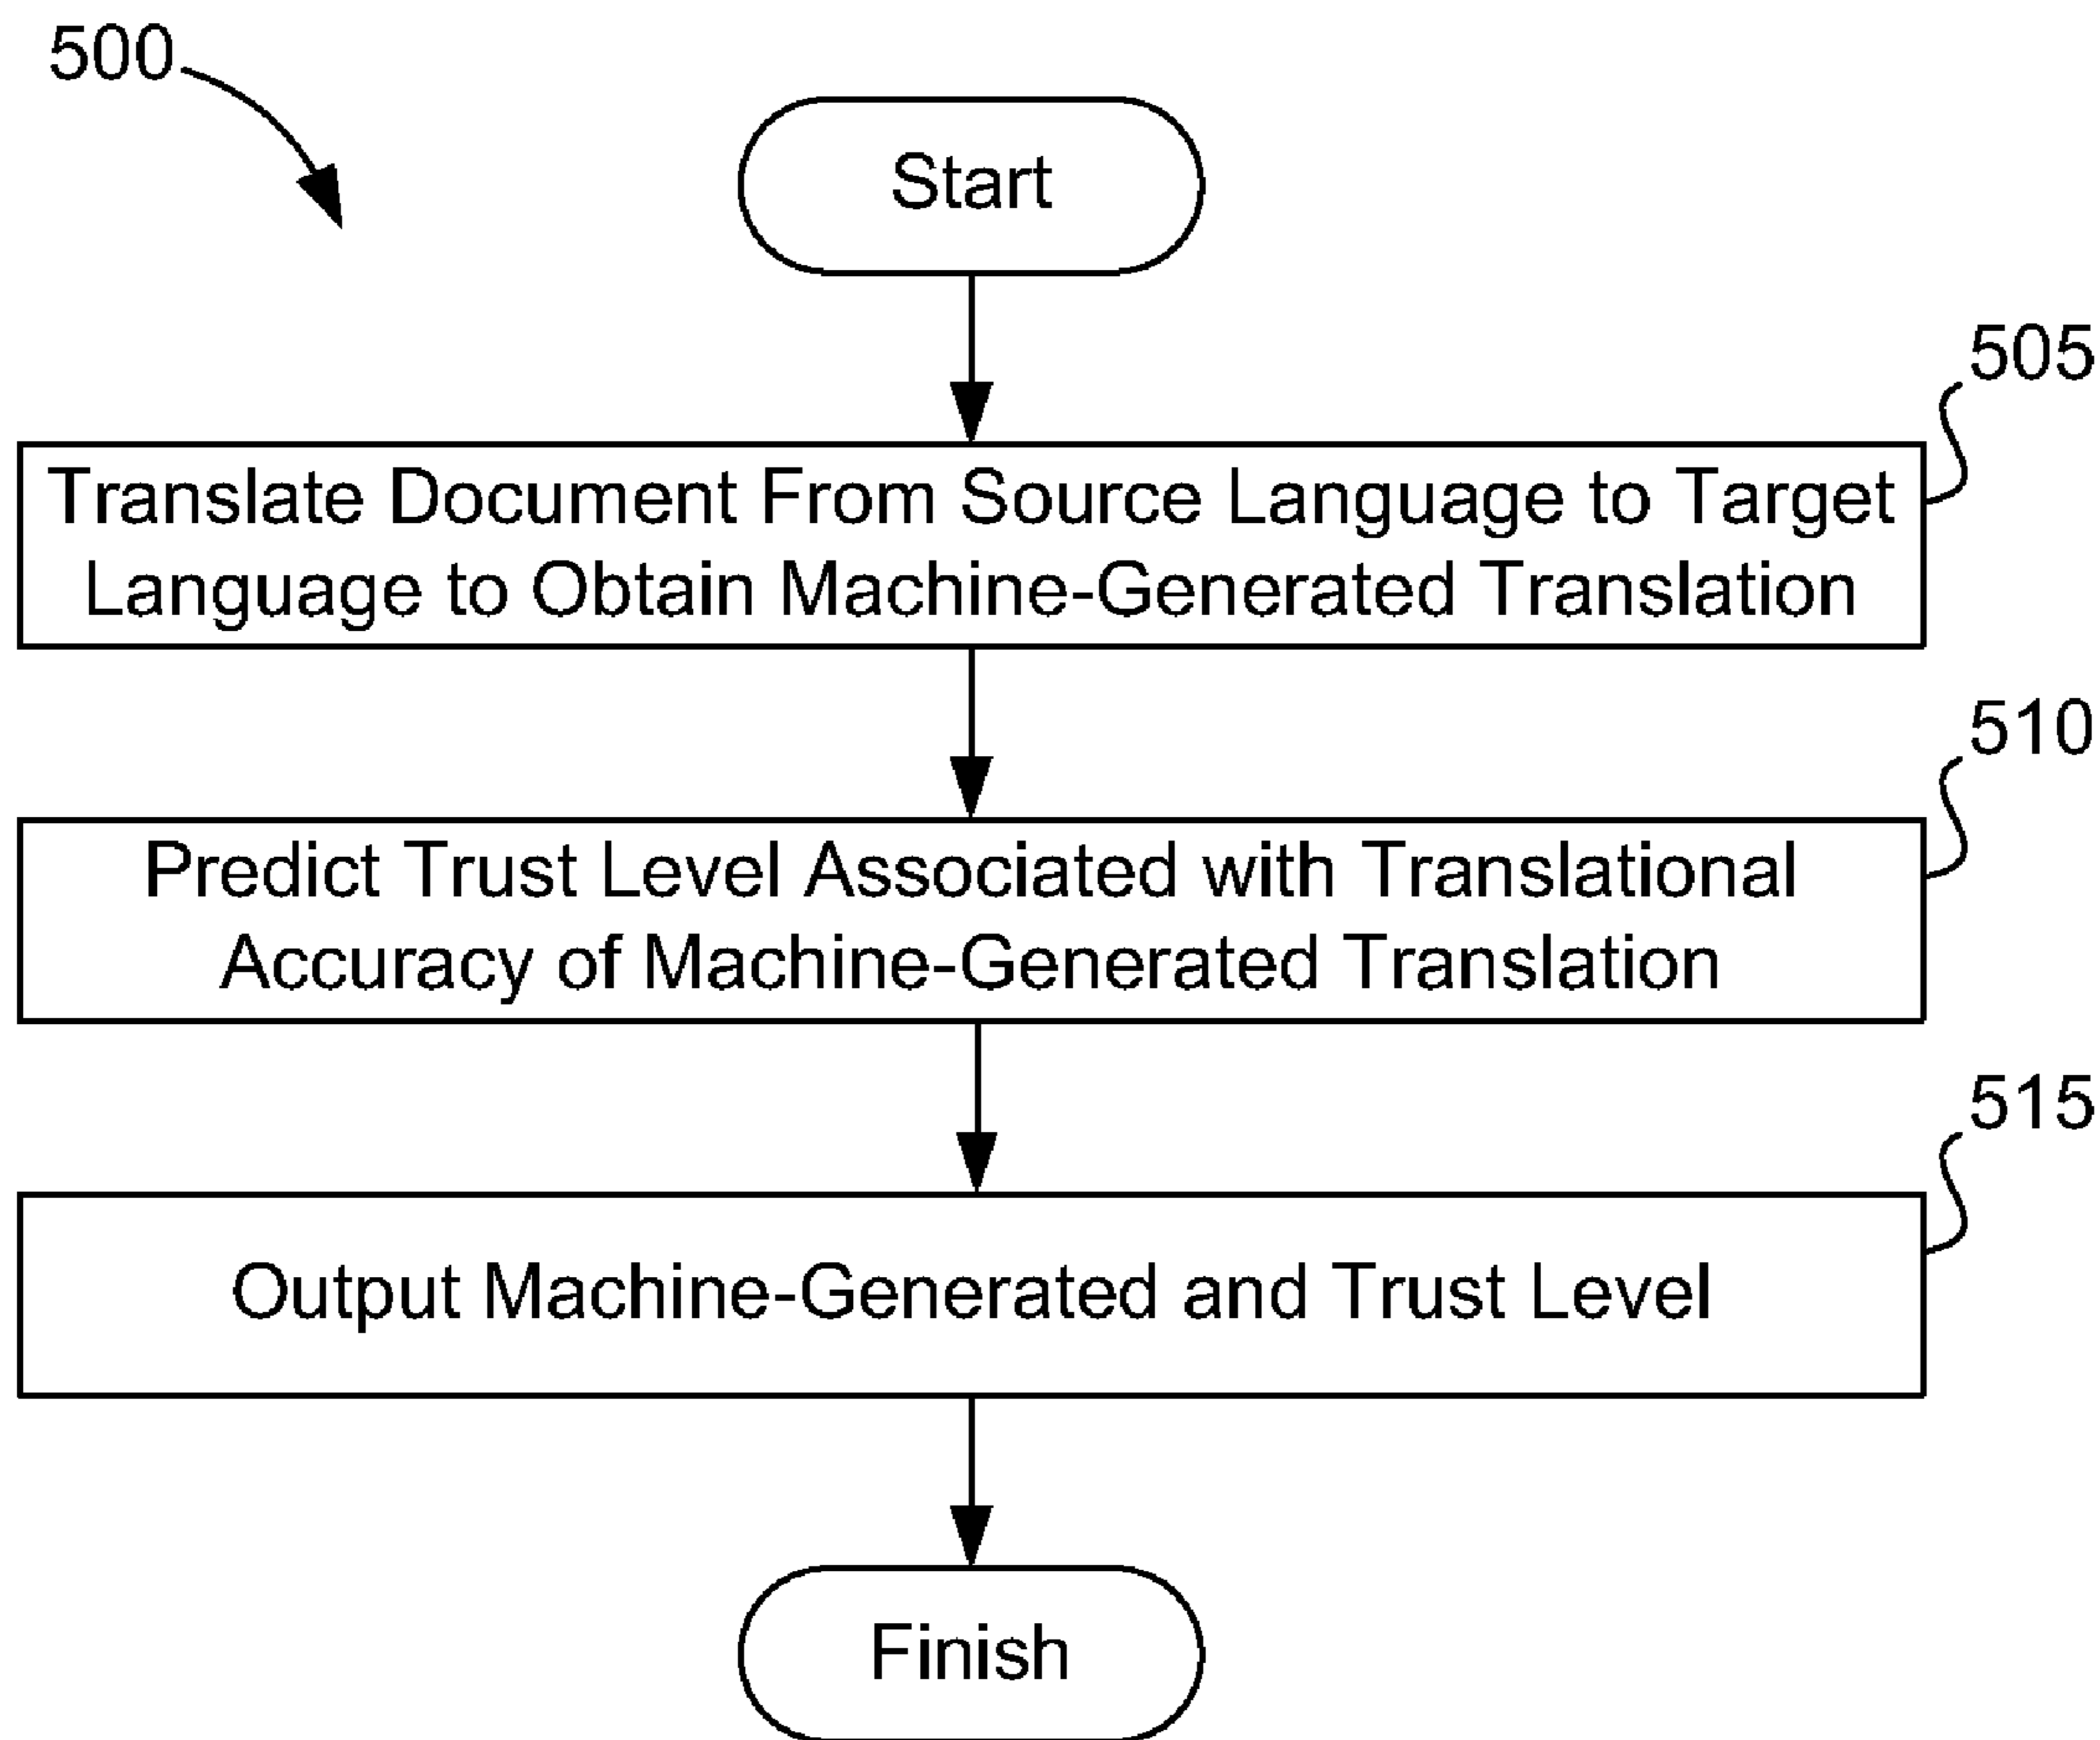 500
Start
505
Translate Document From Source Language to Target
Language to Obtain Machine-Generated Translation
510
Predict Trust Level Associated with Translational
Accuracy of Machine-Generated Translation
515
Output Machine-Generated and Trust Level
Finish